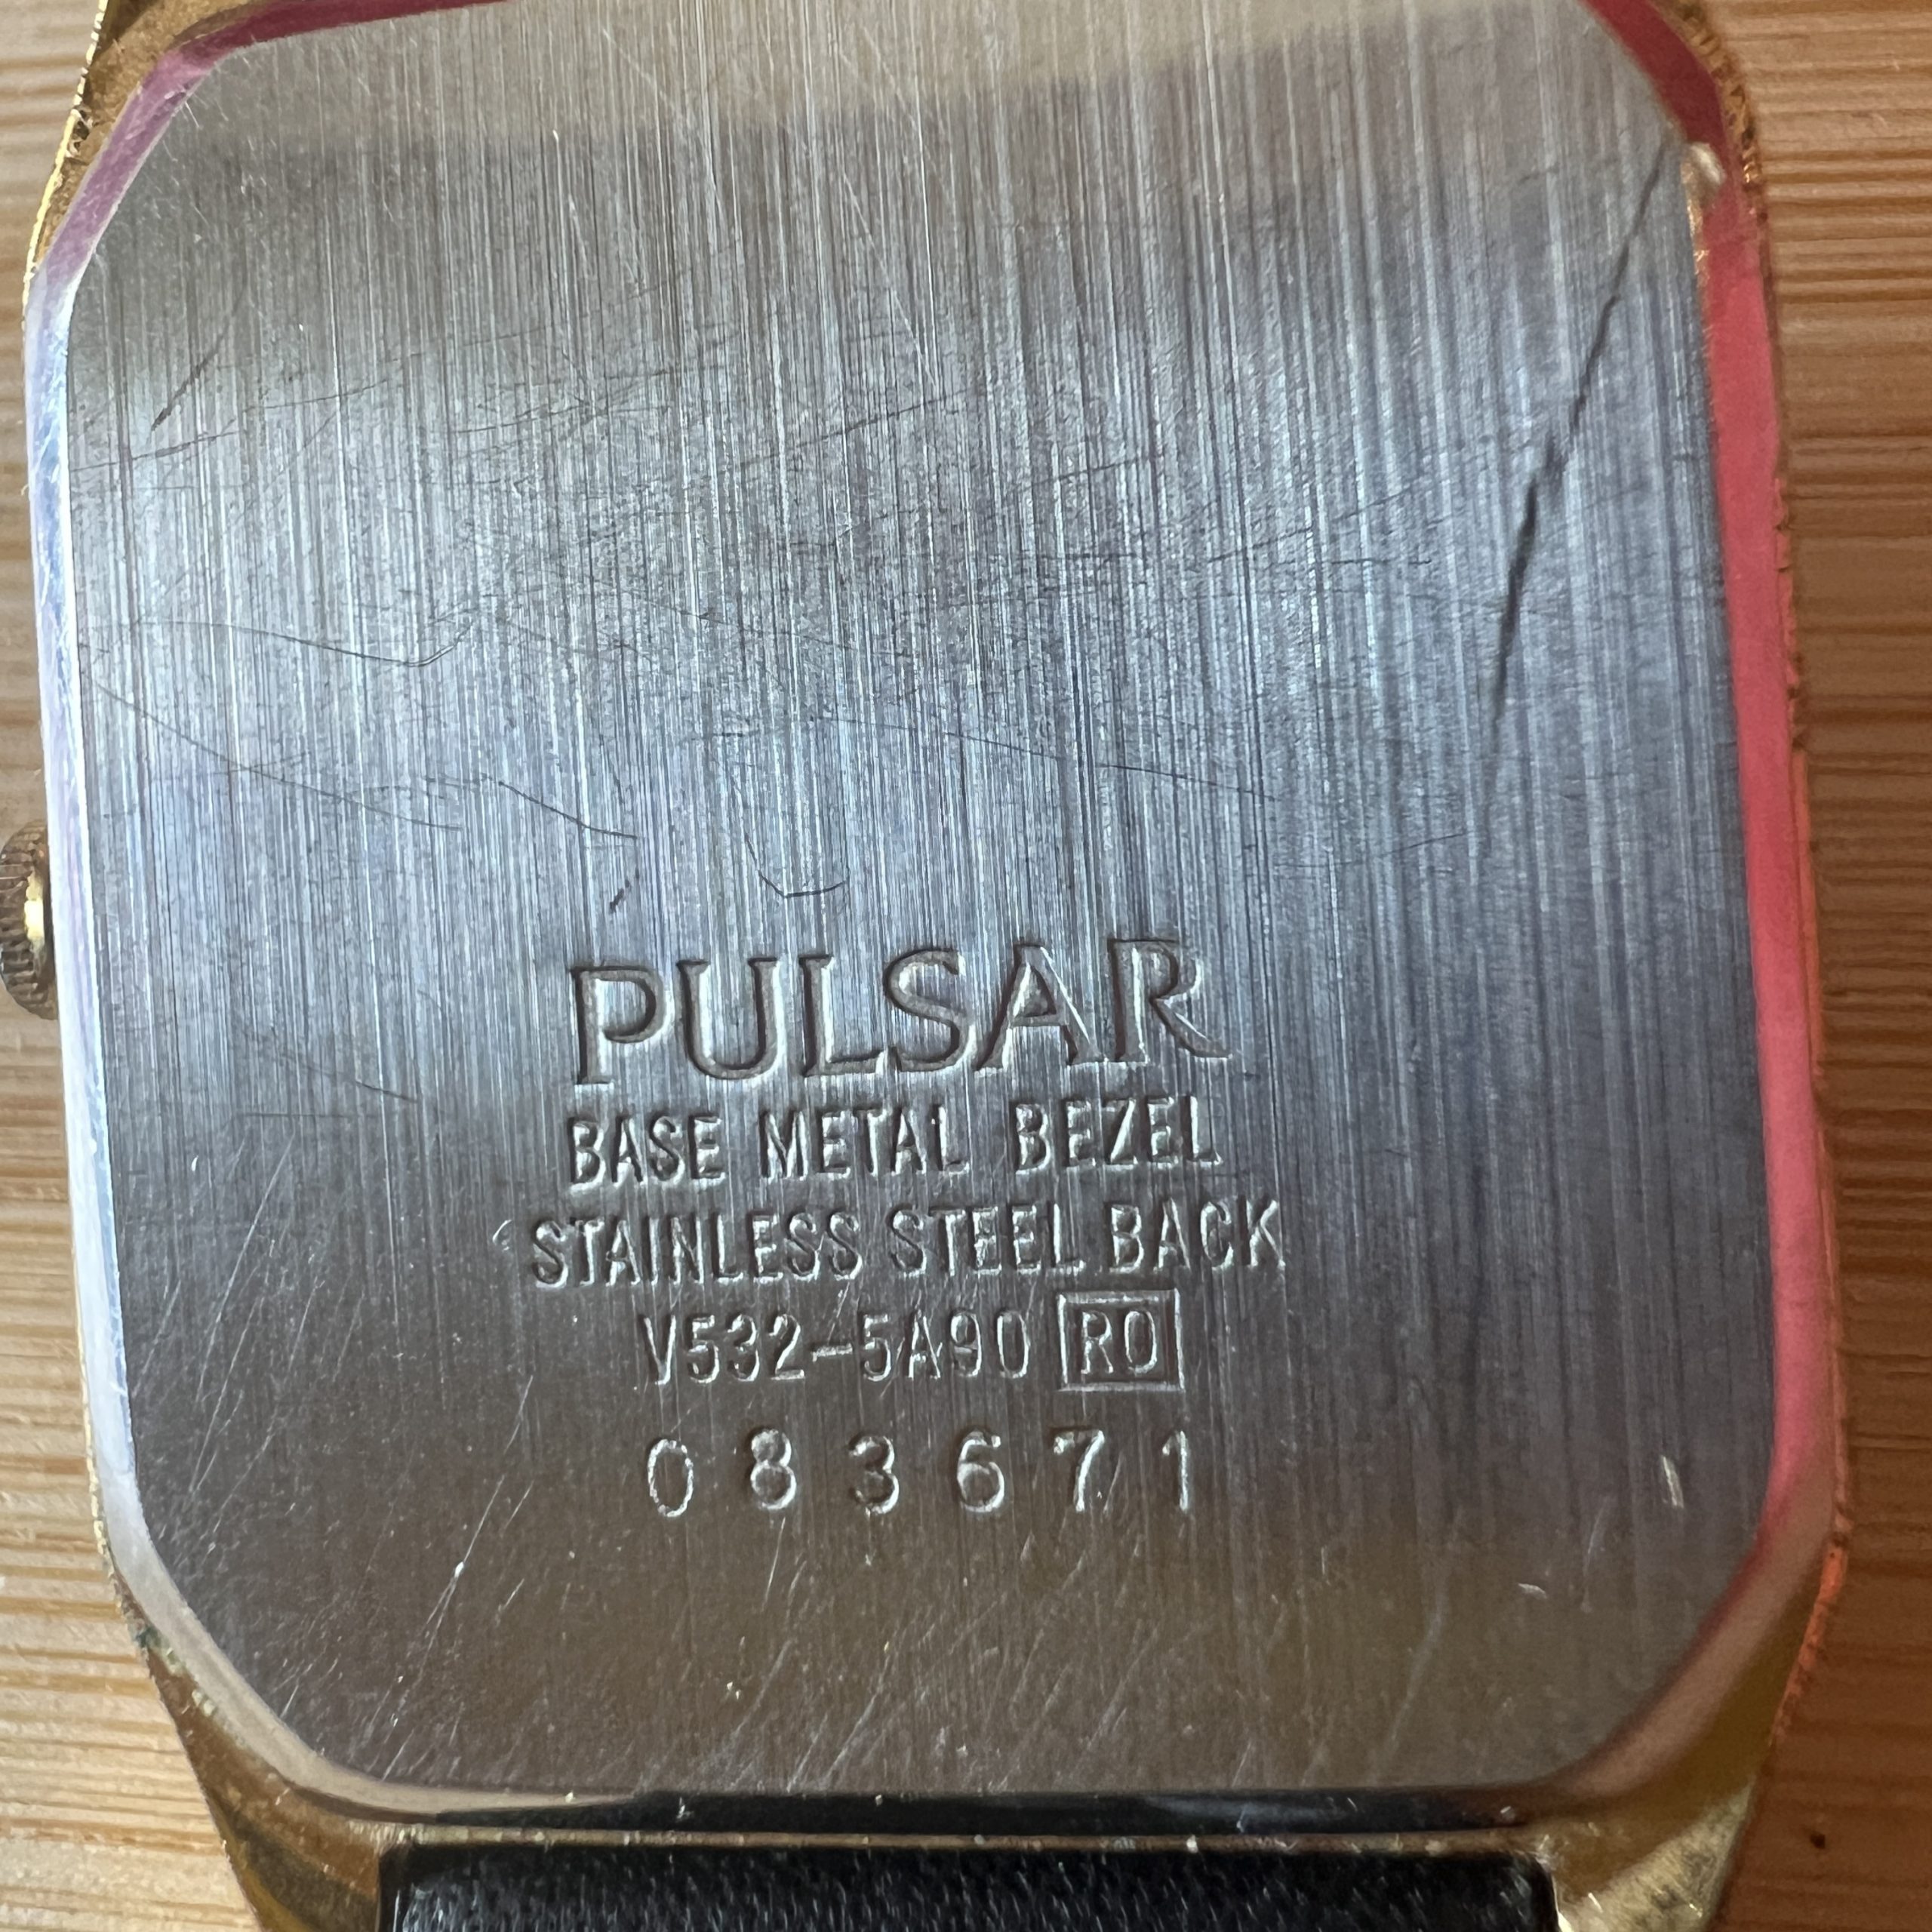 PULSAR
BASE METAL BEZEL
STAINLESS STEEL BACK
V532-5A90 RO
083671